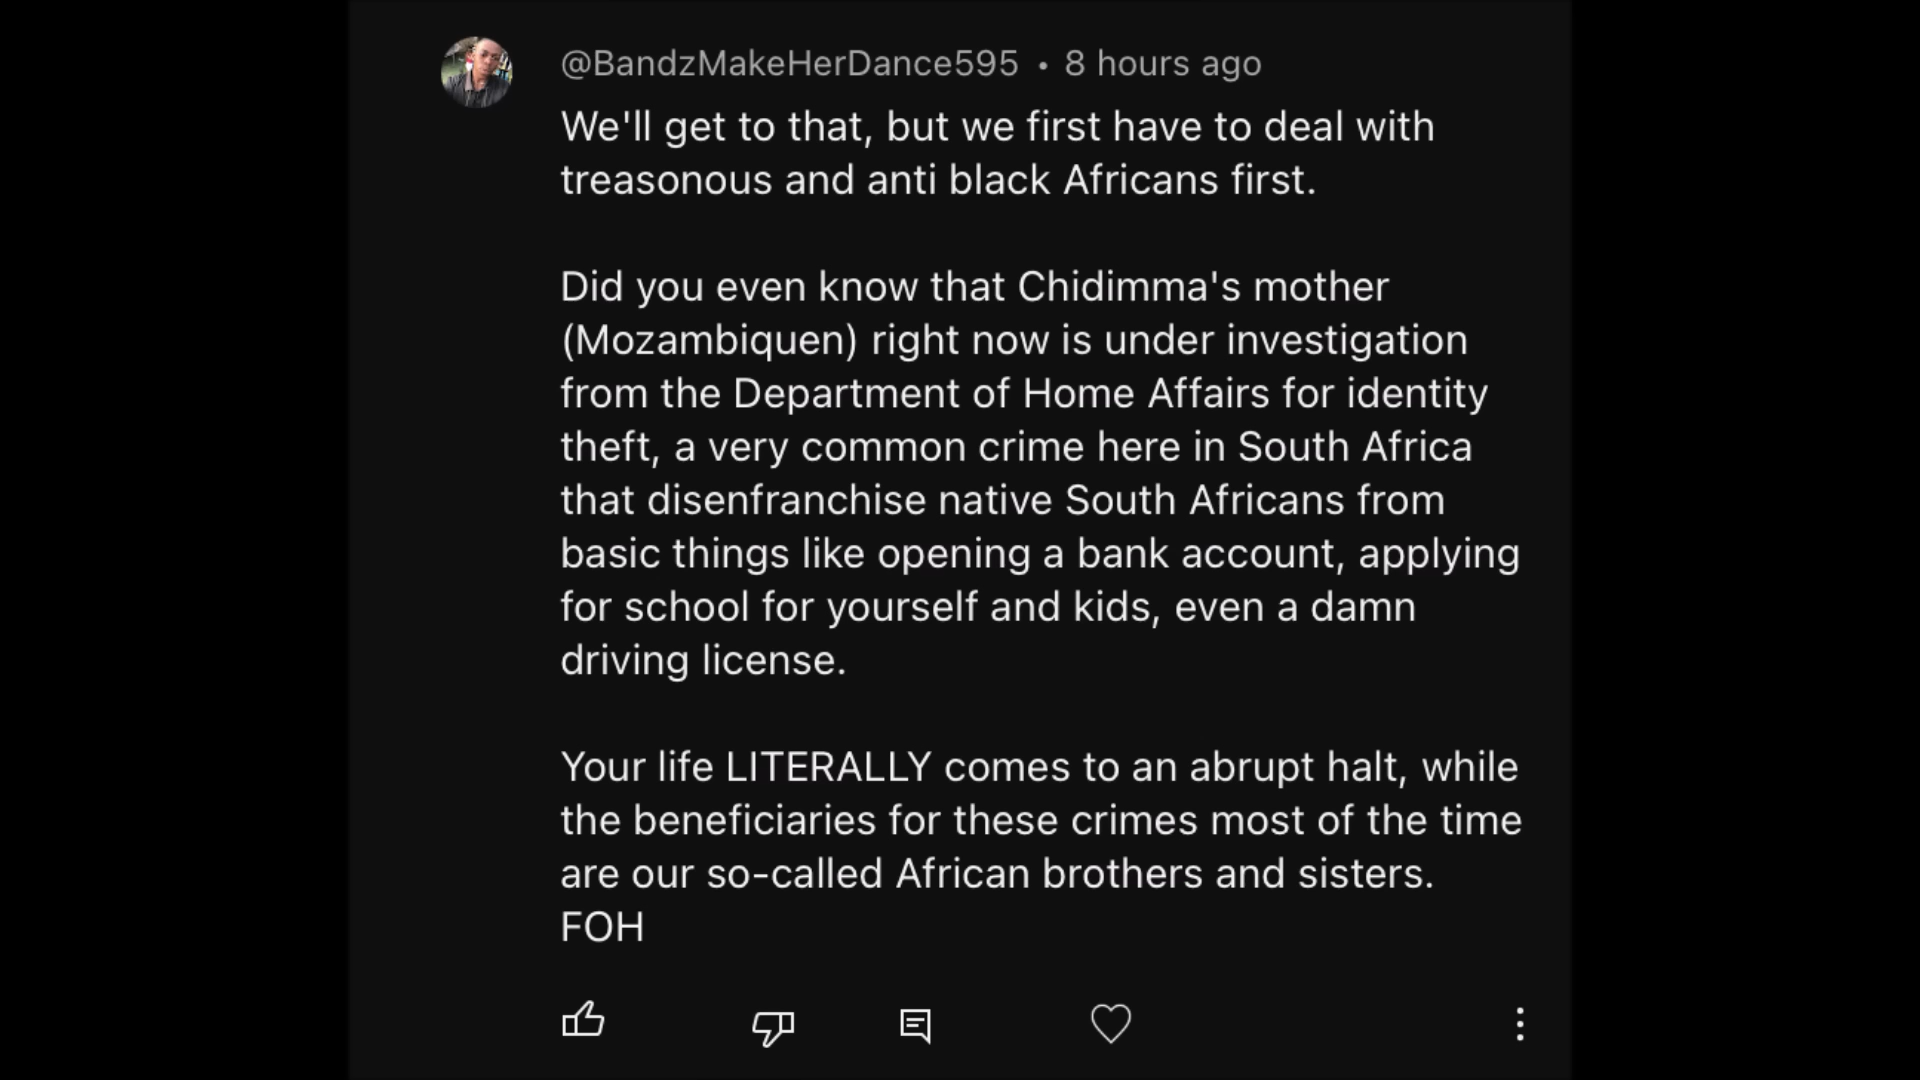 @BandzMakeHerDance595 • 8 hours ago
We'll get to that, but we first have to deal with
treasonous and anti black Africans first.
Did you even know that Chidimma's mother
(Mozambiquen) right now is under investigation
from the Department of Home Affairs for identity
theft, a very common crime here in South Africa
that disenfranchise native South Africans from
basic things like opening a bank account, applying
for school for yourself and kids, even a damn
driving license.
Your life LITERALLY comes to an abrupt halt, while
the beneficiaries for these crimes most of the time
are our so-called African brothers and sisters.
FOH